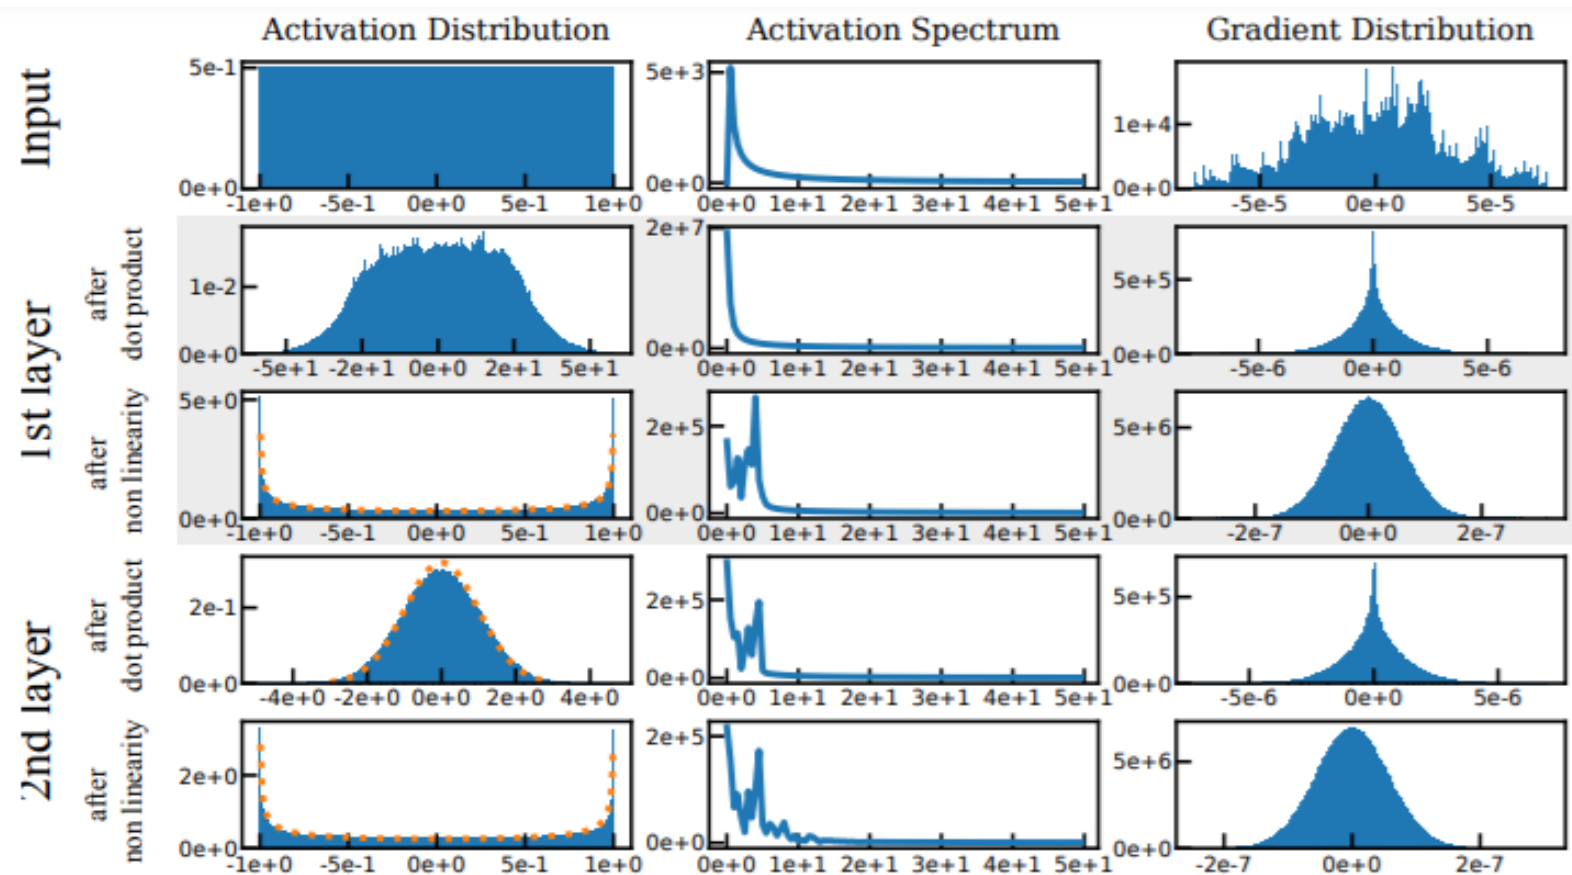 Activation Distribution Activation Spectrum Gradient Distribution
Input
5e-1
0e+0
-1e+0 -5e-1 0e+0 5e-1 1e+0
5e+3
0e+0
0e+0 1e+1 2e+1 3e+1 4e+1 5e+1
1e+4
0e+0
-5e-5 0e+0 5e-5
1st layer
after
dot product
1e-2
0e+0
-5e+1 -2e+1 0e+0 2e+1 5e+1
2e+7
0e+0
0e+0 1e+1 2e+1 3e+1 4e+1 5e+1
5e+5
0e+0
-5e-6 0e+0 5e-6
after
non linearity
5e+0
0e+0
-1e+0 -5e-1 0e+0 5e-1 1e+0
2e+5
0e+0
0e+0 1e+1 2e+1 3e+1 4e+1 5e+1
5e+6
0e+0
-2e-7 0e+0 2e-7
2nd layer
after
dot product
2e-1
0e+0
-4e+0 -2e+0 0e+0 2e+0 4e+0
2e+5
0e+0
0e+0 1e+1 2e+1 3e+1 4e+1 5e+1
5e+5
0e+0
-5e-6 0e+0 5e-6
after
non linearity
2e+0
0e+0
-1e+0 -5e-1 0e+0 5e-1 1e+0
2e+5
0e+0
0e+0 1e+1 2e+1 3e+1 4e+1 5e+1
5e+6
0e+0
-2e-7 0e+0 2e-7